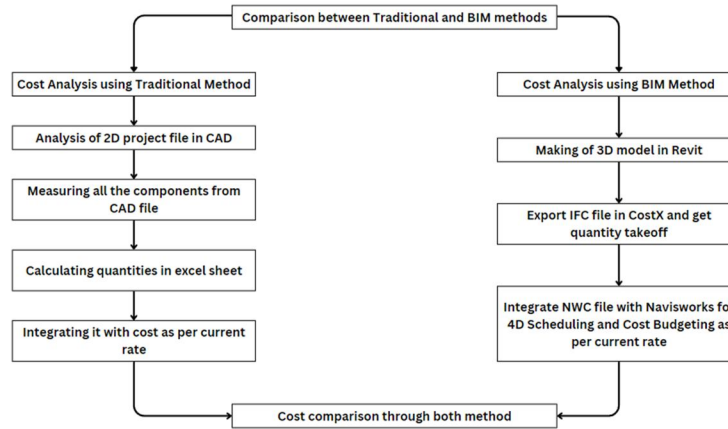 Comparison between Traditional and BIM methods
Cost Analysis using Traditional Method
Analysis of 2D project file in CAD
Measuring all the components from
CAD file
Calculating quantities in excel sheet
Integrating it with cost as per current
rate
Cost Analysis using BIM Method
Making of 3D model in Revit
Export IFC file in CostX and get
quantity takeoff
Integrate NWC file with Navisworks fo
4D Scheduling and Cost Budgeting as
per current rate
Cost comparison through both method